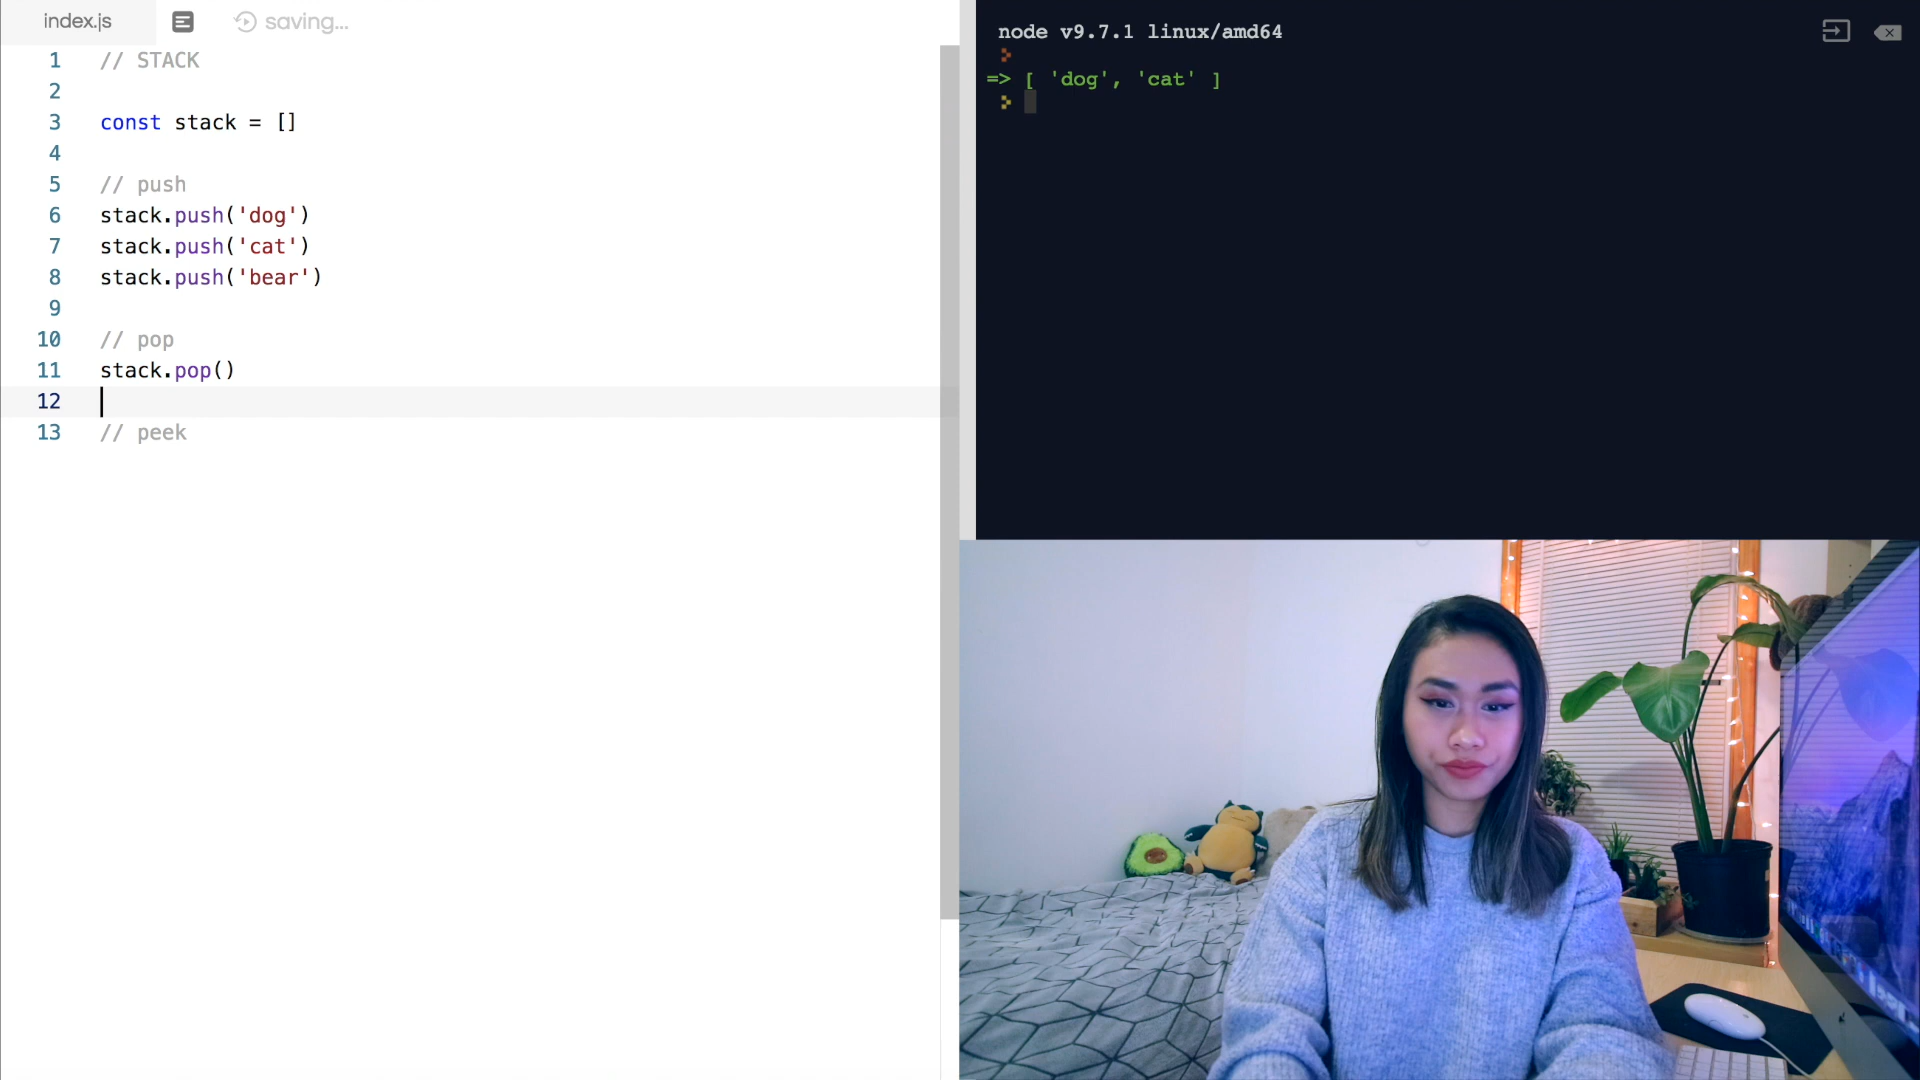 index.js saving...
1 // STACK
2
3 const stack = []
4
5 // push
6 stack.push('dog')
7 stack.push('cat')
8 stack.push('bear')
9
10 // pop
11 stack.pop()
12
13 // peek
node v9.7.1 linux/amd64
=> [ 'dog', 'cat' ]